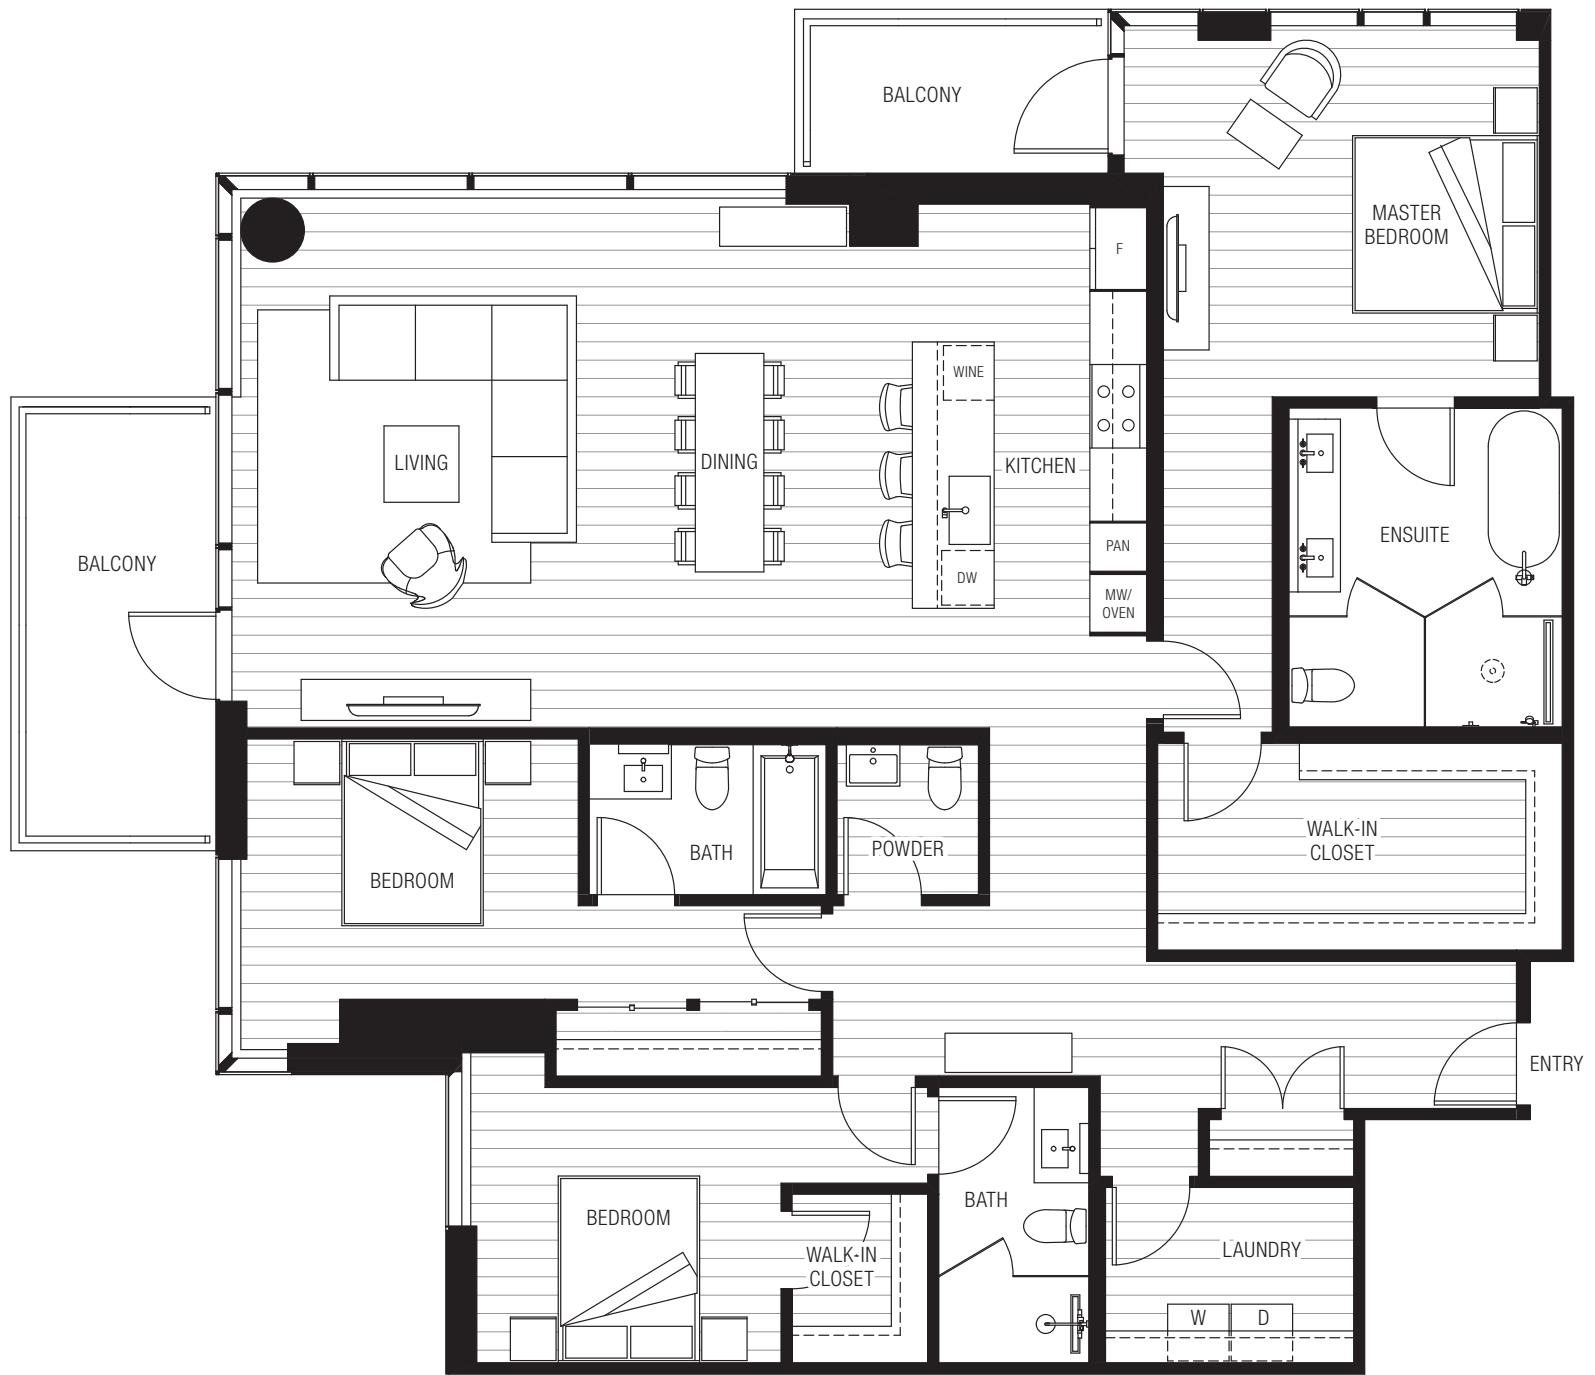 BALCONY
MASTER
BEDROOM
F
WINE
LIVING
DINING
KITCHEN
BALCONY
ENSUITE
PAN
DW
MW/
OVEN
WALK-IN
CLOSET
BATH
POWDER
BEDROOM
ENTRY
BATH
BEDROOM
WALK-IN
CLOSET
LAUNDRY
W
D